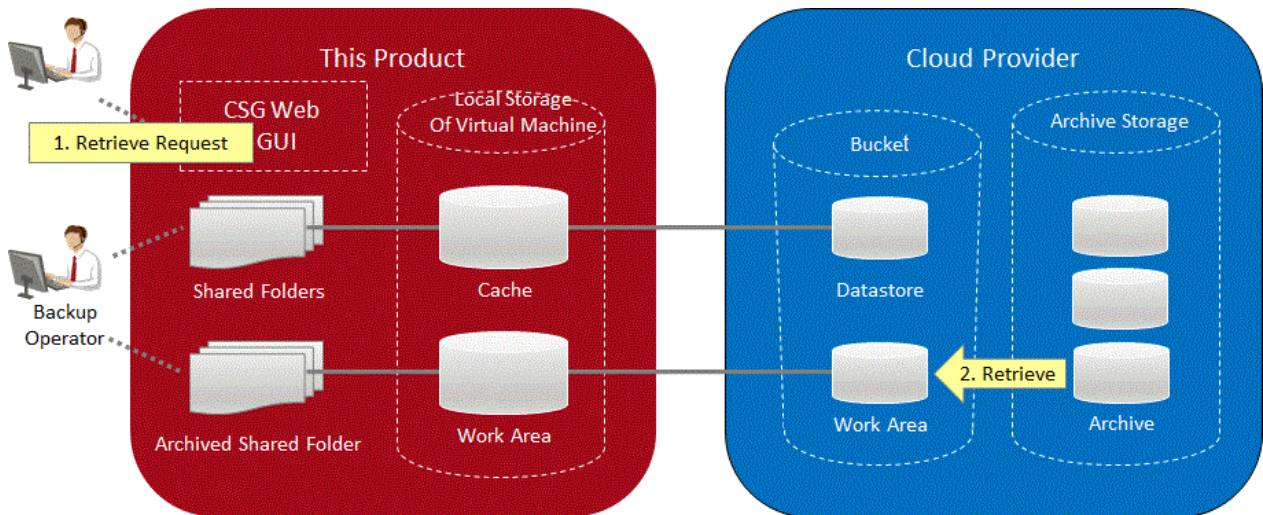 This Product
Cloud Provider
CSG Web
GUI
Local Storage
Of Virtual Machine
Archive Storage
Bucket
1. Retrieve Request
Shared Folders
Cache
Datastore
Backup
Operator
2. Retrieve
Archived Shared Folder
Work Area
Work Area
Archive